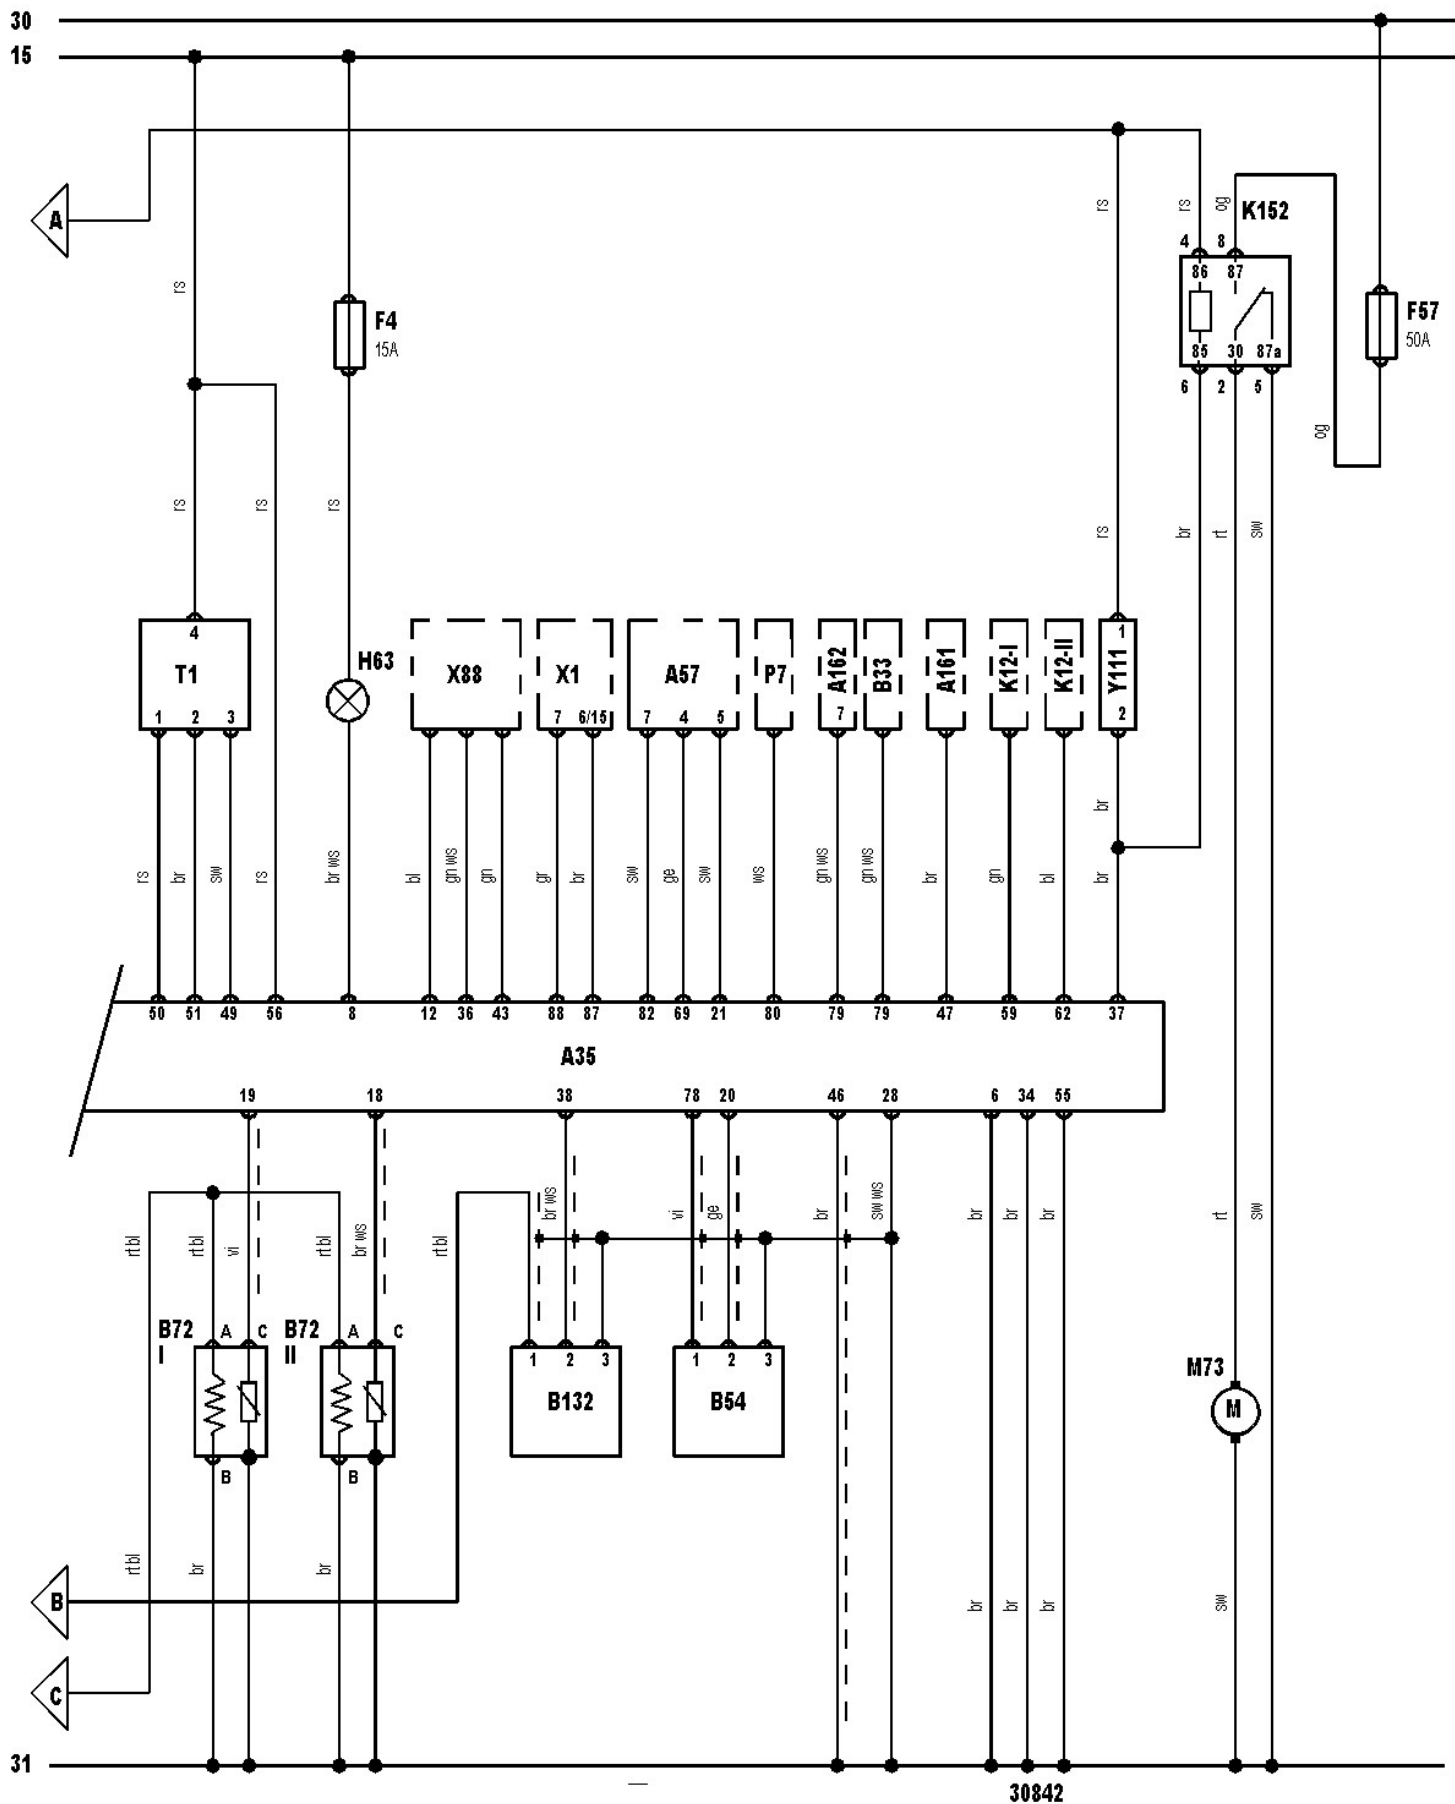 30
15
A
rs rs og
K152
4 8
86 87
rs
F4
15A
F57
50A
85 30 87a
6 2 5
og
rs rs rs rs br rt sw
4
T1
1 2 3
H63
X88
X1
7 6/15
A57
7 4 5
P7
A162
7
B33
A161
K12-I
K12-II
1
Y111
2
br
rs br sw rs br ws bl gn ws gn gr br sw ge sw ws gn ws gn ws br gn bl br
50 51 49 56 8 12 36 43 88 87 82 69 21 80 79 79 47 59 62 37
A35
19 18 38 78 20 46 28 6 34 55
rtbl rtbl vi rtbl br ws rtbl br ws vi ge br sw ws br br br rt sw
B72
I
A C
B72
II
A C
1 2 3
B132
1 2 3
B54
M73
M
B B
rtbl br br br br br sw
B
C
31
30842